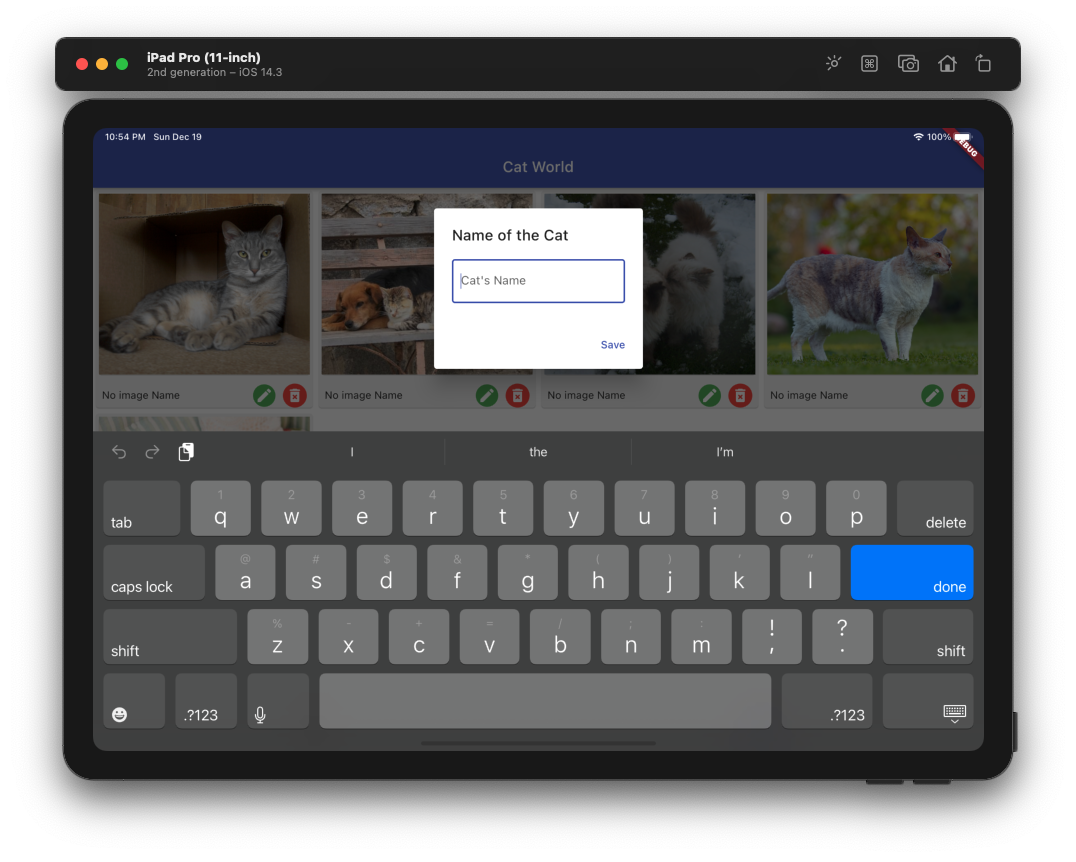 iPad Pro (11-inch)
2nd generation – iOS 14.3
10:54 PM Sun Dec 19
100%
Cat World
Name of the Cat
Cat's Name
Save
No image Name
No image Name
No image Name
No image Name
I the I'm
1 2 3 4 5 6 7 8 9 0
tab q w e r t y u i o p delete
@ # $ & * ( ) ' "
caps lock a s d f g h j k l done
% - + = / ; : ! ?
shift z x c v b n m , . shift
.?123 .?123